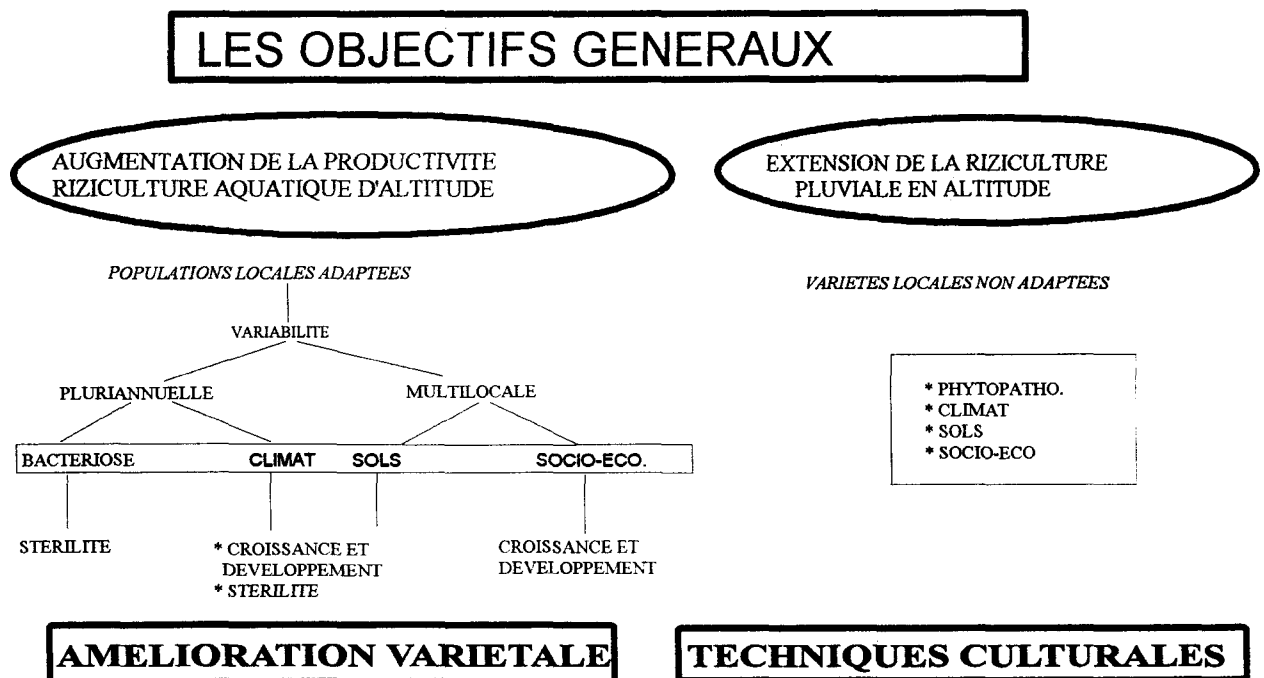 LES OBJECTIFS GENERAUX
AUGMENTATION DE LA PRODUCTIVITE
RIZICULTURE AQUATIQUE D'ALTITUDE
EXTENSION DE LA RIZICULTURE
PLUVIALE EN ALTITUDE
POPULATIONS LOCALES ADAPTEES
VARIETES LOCALES NON ADAPTEES
VARIABILITE
PLURIANNUELLE
MULTILOCALE
BACTERIOSE CLIMAT SOLS SOCIO-ECO.
* PHYTOPATHO.
* CLIMAT
* SOLS
* SOCIO-ECO
STERILITE
* CROISSANCE ET
DEVELOPPEMENT
* STERILITE
CROISSANCE ET
DEVELOPPEMENT
AMELIORATION VARIETALE
TECHNIQUES CULTURALES